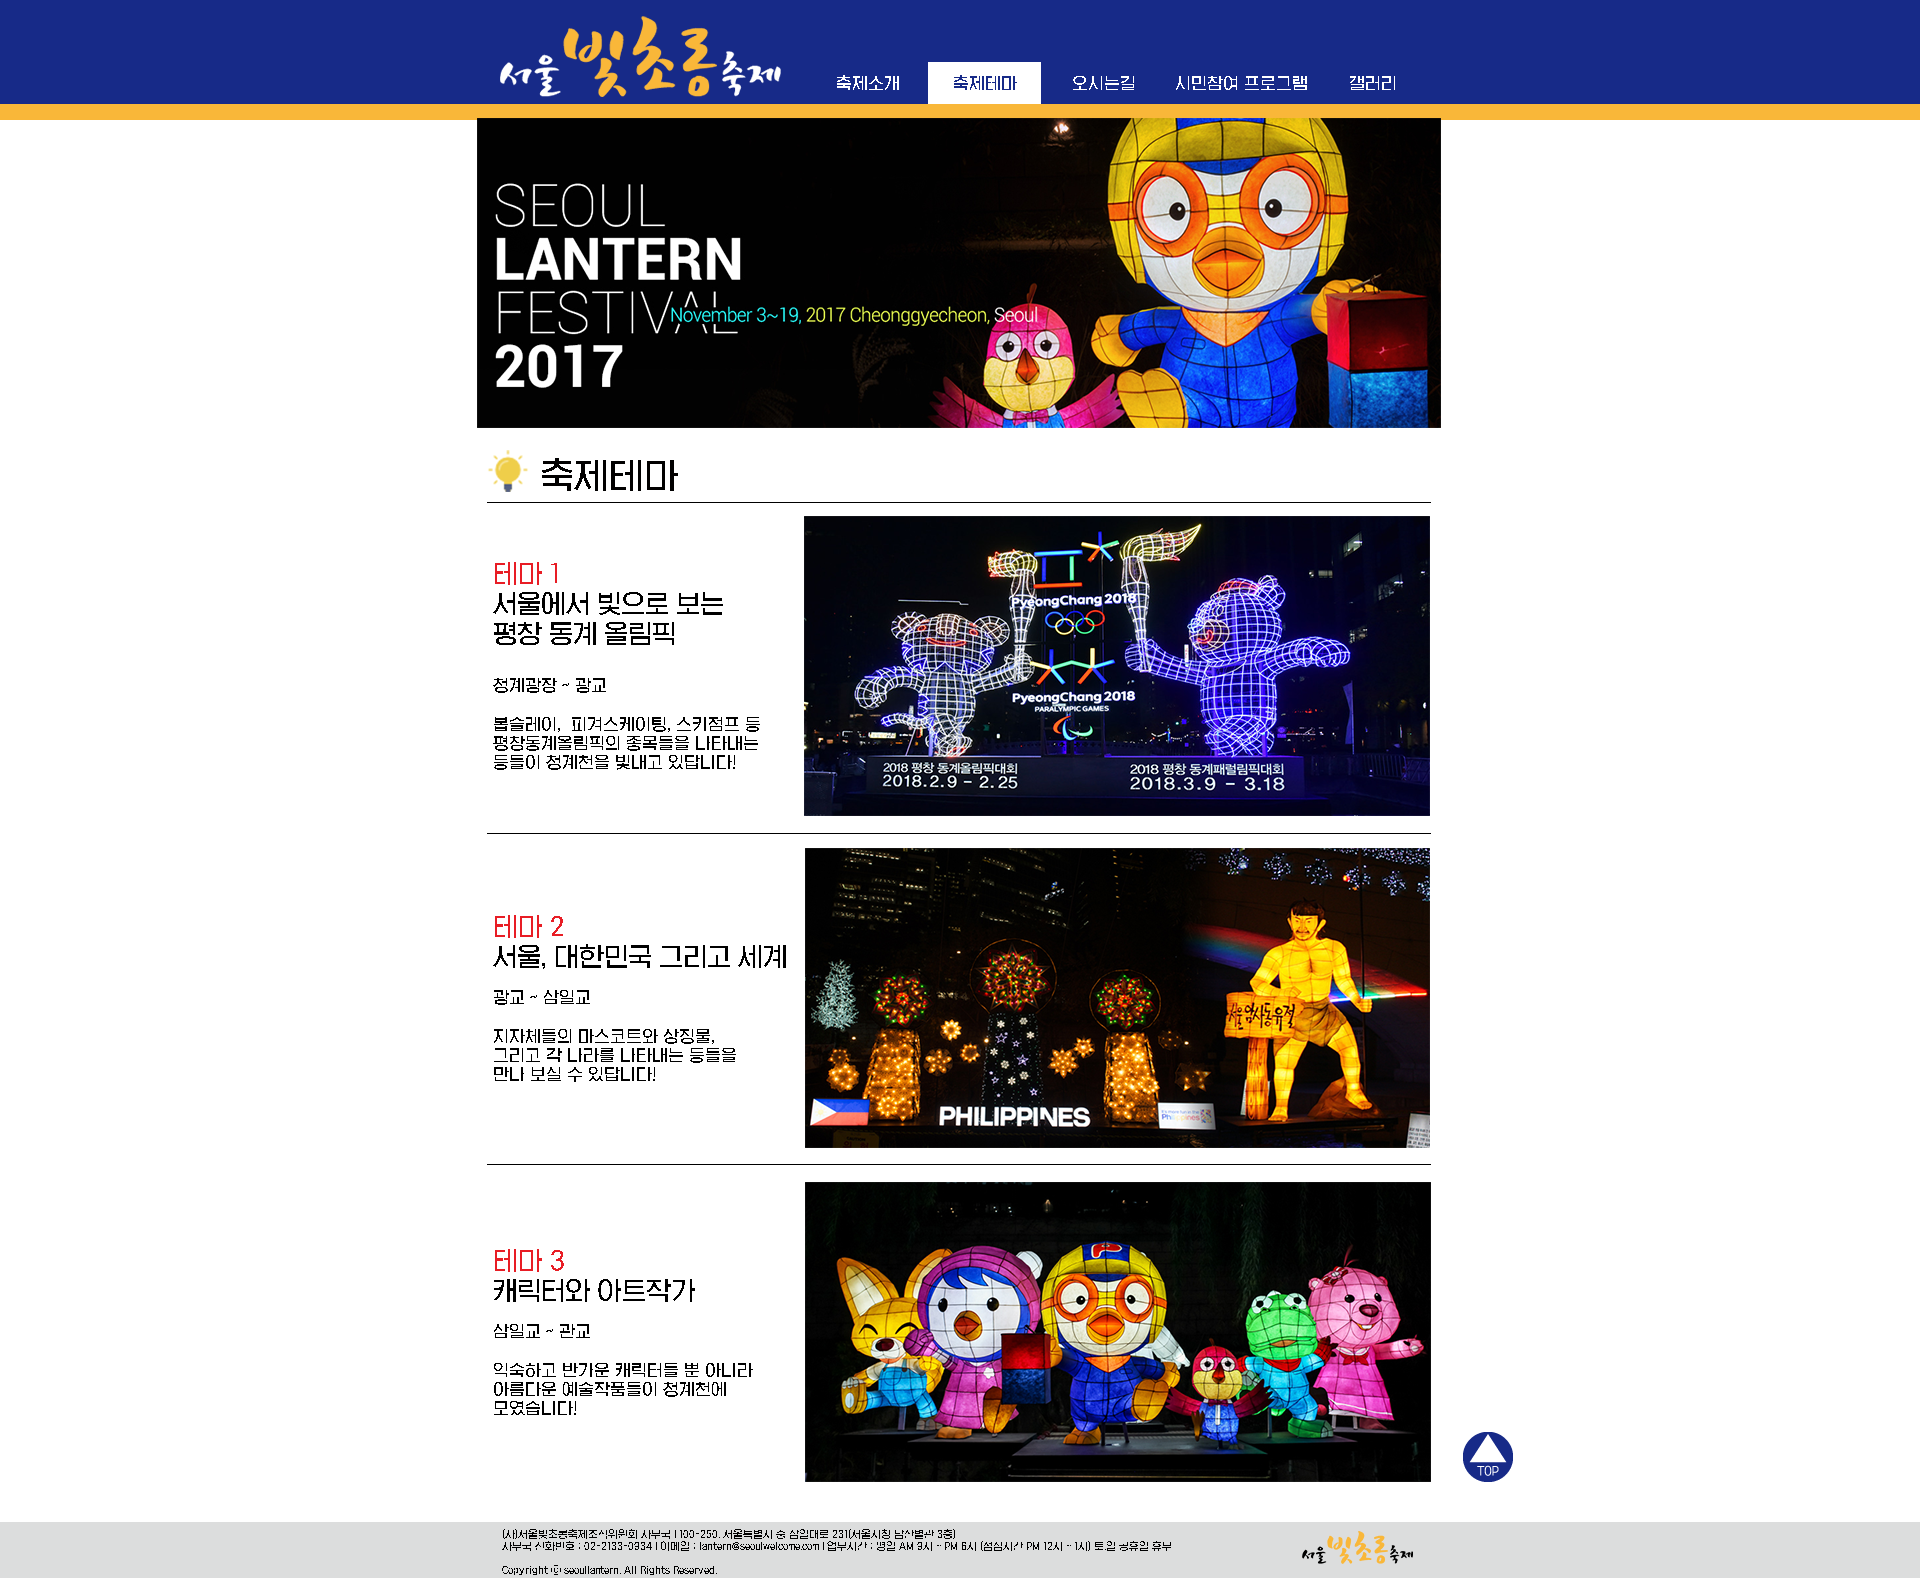 서울 빛초롱축제
축제소개 축제테마 오시는길 시민참여 프로그램 갤러리
SEOUL
LANTERN
FESTIVAL
November 3~19, 2017 Cheonggyecheon, Seoul
2017
축제테마
테마 1
서울에서 빛으로 보는
평창 동계 올림픽
청계광장 ~ 광교
봅슬레이, 피겨스케이팅, 스키점프 등
평창동계올림픽의 종목들을 나타내는
등들이 청계천을 빛내고 있답니다!
PyeongChang 2018
PyeongChang 2018
PARALYMPIC GAMES
2018 평창 동계올림픽대회
2018.2.9 - 2.25
2018 평창 동계패럴림픽대회
2018.3.9 - 3.18
테마 2
서울, 대한민국 그리고 세계
광교 ~ 삼일교
지자체들의 마스코트와 상징물,
그리고 각 나라를 나타내는 등들을
만나 보실 수 있답니다!
서울암사동유적
PHILIPPINES
Philippines
테마 3
캐릭터와 아트작가
삼일교 ~ 관교
익숙하고 반가운 캐릭터들 뿐 아니라
아름다운 예술작품들이 청계천에
모였습니다!
TOP
(사)서울빛초롱축제조직위원회 사무국 | 100-250. 서울특별시 중 삼일대로 231(서울시청 남산별관 3층)
사무국 전화번호 : 02-2133-0934 | 이메일 : lantern@seoulwelcome.com | 업무시간 : 평일 AM 9시 ~ PM 6시 (점심시간 PM 12시 ~ 1시) 토.일 공휴일 휴무
Copyright ⓒ seoullantern. All Rights Reserved.
서울 빛초롱축제